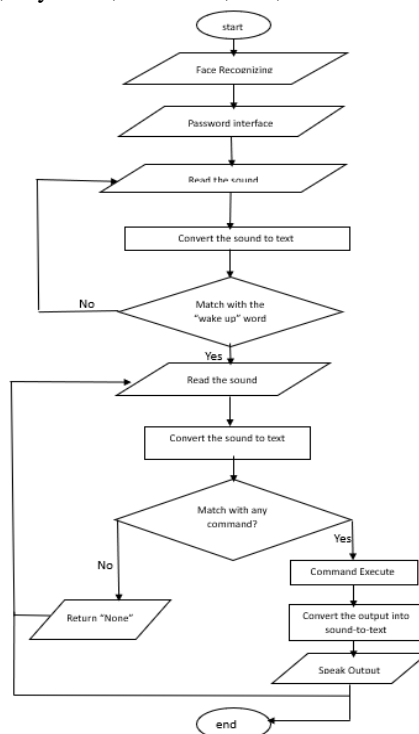 start
Face Recognizing
Password interface
Read the sound
Convert the sound to text
Match with the
“wake up” word
No
Yes
Read the sound
Convert the sound to text
Match with any
command?
Yes
No
Command Execute
Return “None”
Convert the output into
sound-to-text
Speak Output
end